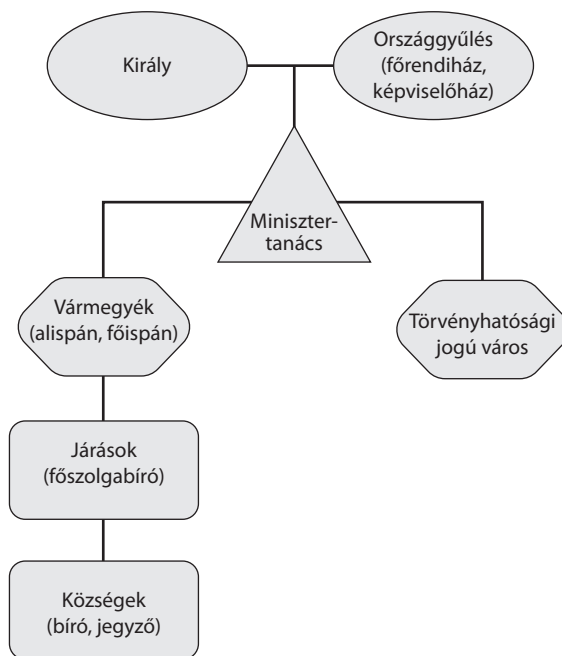 Király
Országgyűlés
(főrendiház,
képviselőház)
Miniszter-
tanács
Vármegyék
(alispán, főispán)
Törvényhatósági
jogú város
Járások
(főszolgabíró)
Községek
(bíró, jegyző)